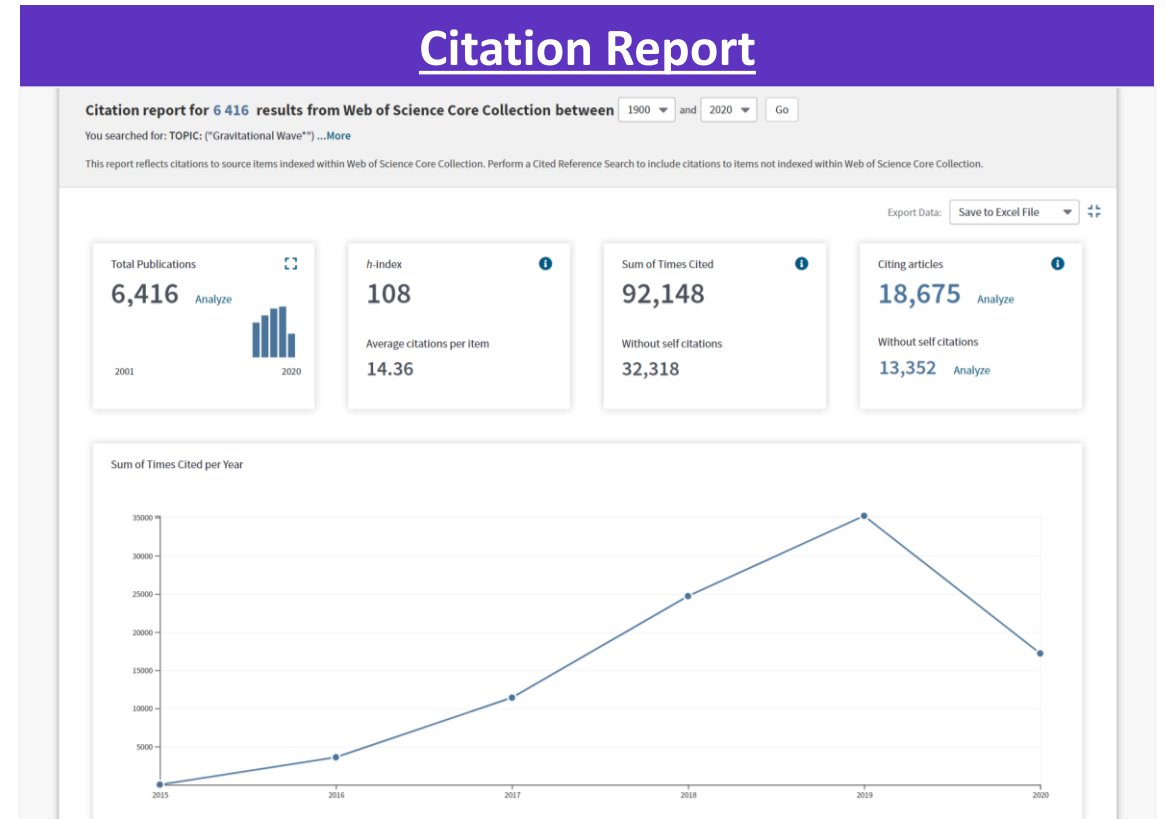 Citation Report
Citation report for 6 416 results from Web of Science Core Collection between 1900 and 2020 Go
You searched for: TOPIC: ("Gravitational Wave*") ...More
This report reflects citations to source items indexed within Web of Science Core Collection. Perform a Cited Reference Search to include citations to items not indexed within Web of Science Core Collection.
Export Data: Save to Excel File
Total Publications
6,416 Analyze
2001 2020
h-index
108
Average citations per item
14.36
Sum of Times Cited
92,148
Without self citations
32,318
Citing articles
18,675 Analyze
Without self citations
13,352 Analyze
Sum of Times Cited per Year
35000
30000
25000
20000
15000
10000
5000
2015 2016 2017 2018 2019 2020